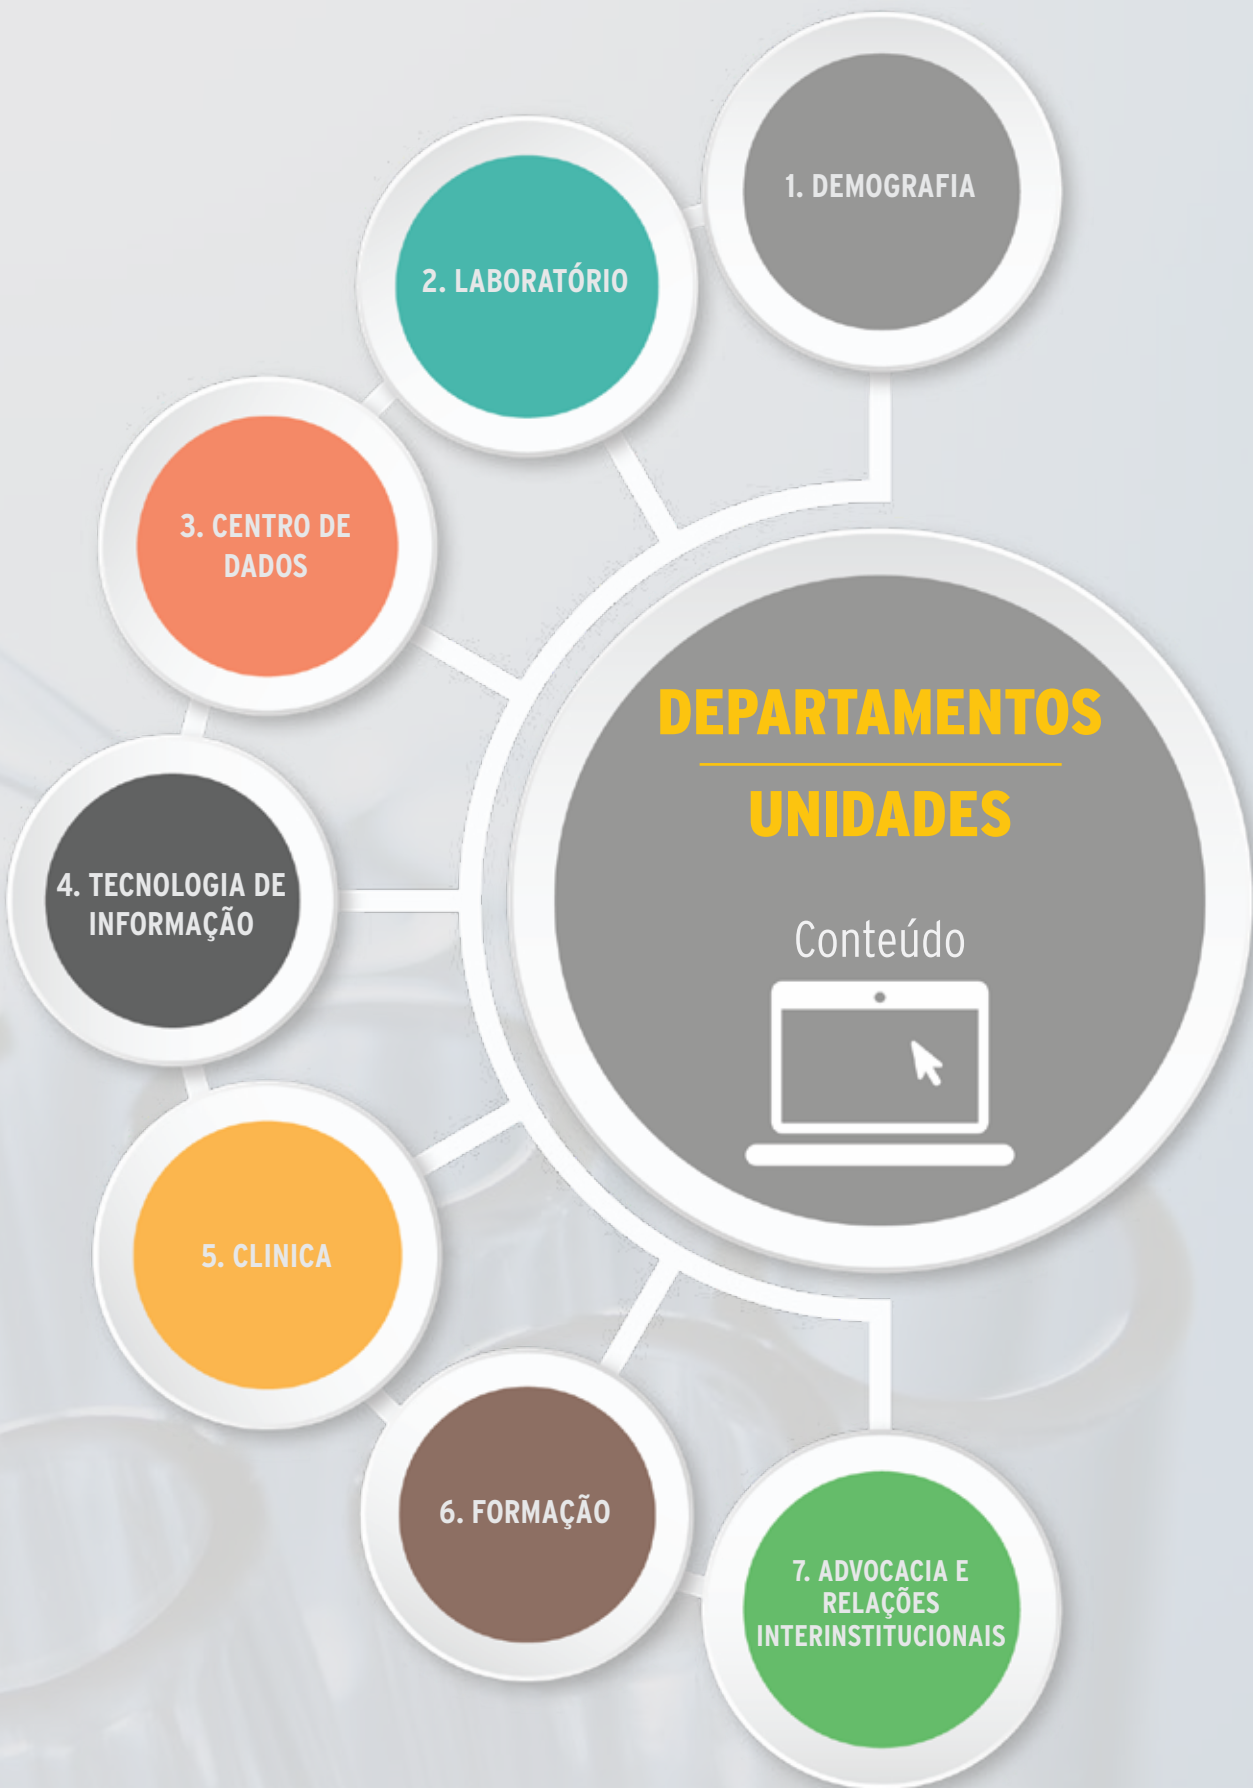 1. DEMOGRAFIA
2. LABORATÓRIO
3. CENTRO DE
DADOS
DEPARTAMENTOS
UNIDADES
Conteúdo
4. TECNOLOGIA DE
INFORMAÇÃO
5. CLINICA
6. FORMAÇÃO
7. ADVOCACIA E
RELAÇÕES
INTERINSTITUCIONAIS